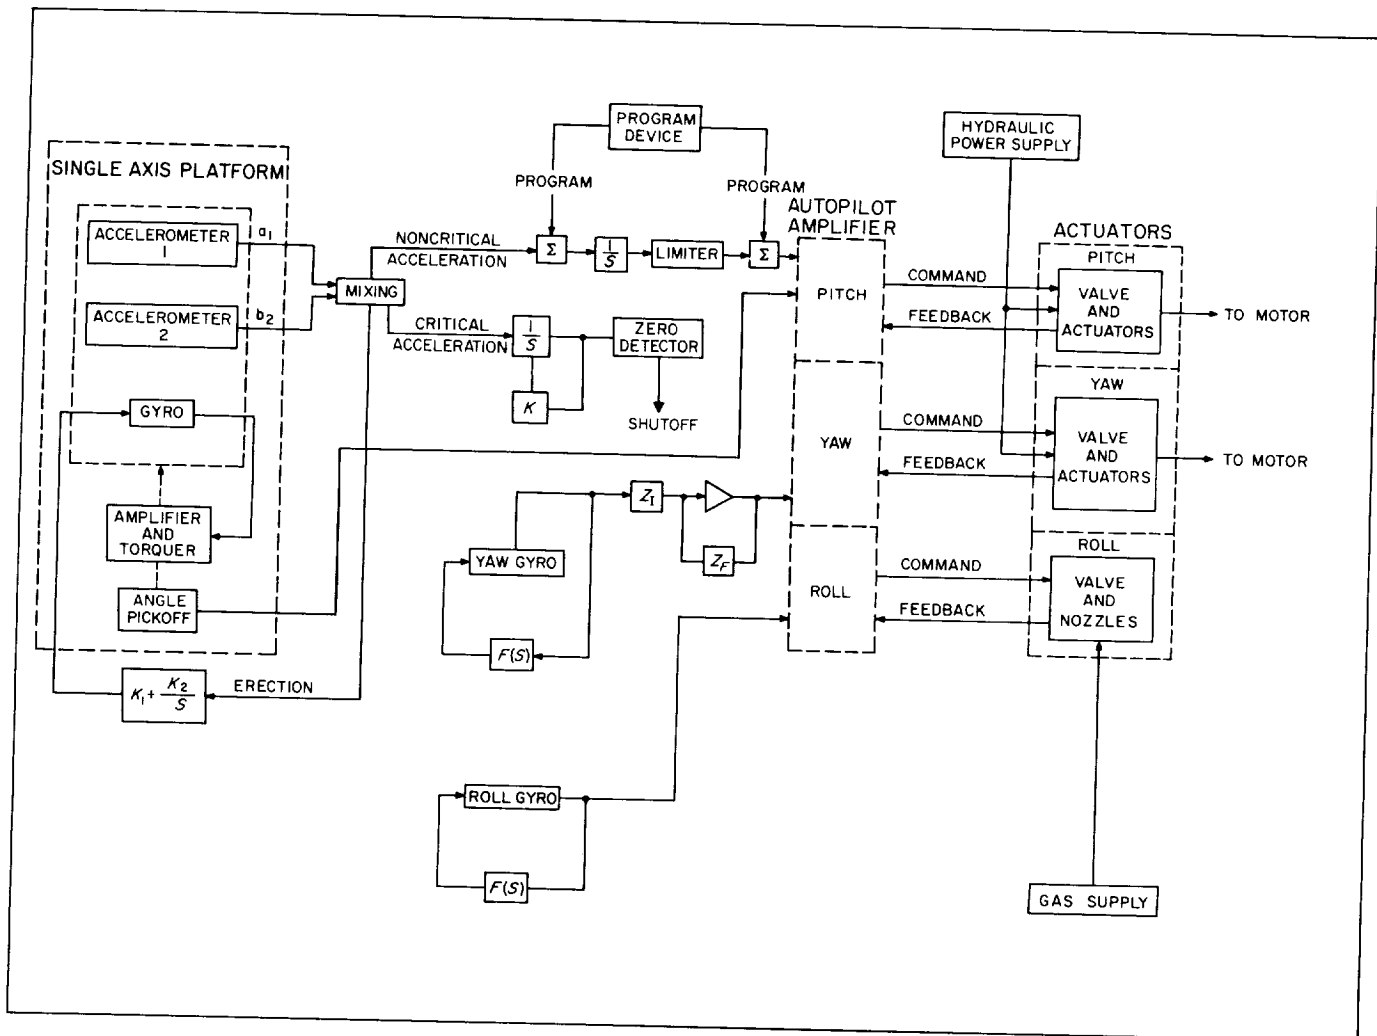 PROGRAM
DEVICE
HYDRAULIC
POWER SUPPLY
SINGLE AXIS PLATFORM
PROGRAM
PROGRAM
AUTOPILOT
AMPLIFIER
ACTUATORS
ACCELEROMETER
1
a1
NONCRITICAL
ACCELERATION
Σ
1/S
LIMITER
Σ
PITCH
COMMAND
FEEDBACK
PITCH
VALVE
AND
ACTUATORS
TO MOTOR
MIXING
ACCELEROMETER
2
b2
CRITICAL
ACCELERATION
1/S
ZERO
DETECTOR
K
SHUTOFF
GYRO
YAW
COMMAND
FEEDBACK
YAW
VALVE
AND
ACTUATORS
TO MOTOR
AMPLIFIER
AND
TORQUER
ANGLE
PICKOFF
YAW GYRO
ZI
ZF
F(S)
ROLL
COMMAND
FEEDBACK
ROLL
VALVE
AND
NOZZLES
K1 + K2/S
ERECTION
ROLL GYRO
F(S)
GAS SUPPLY